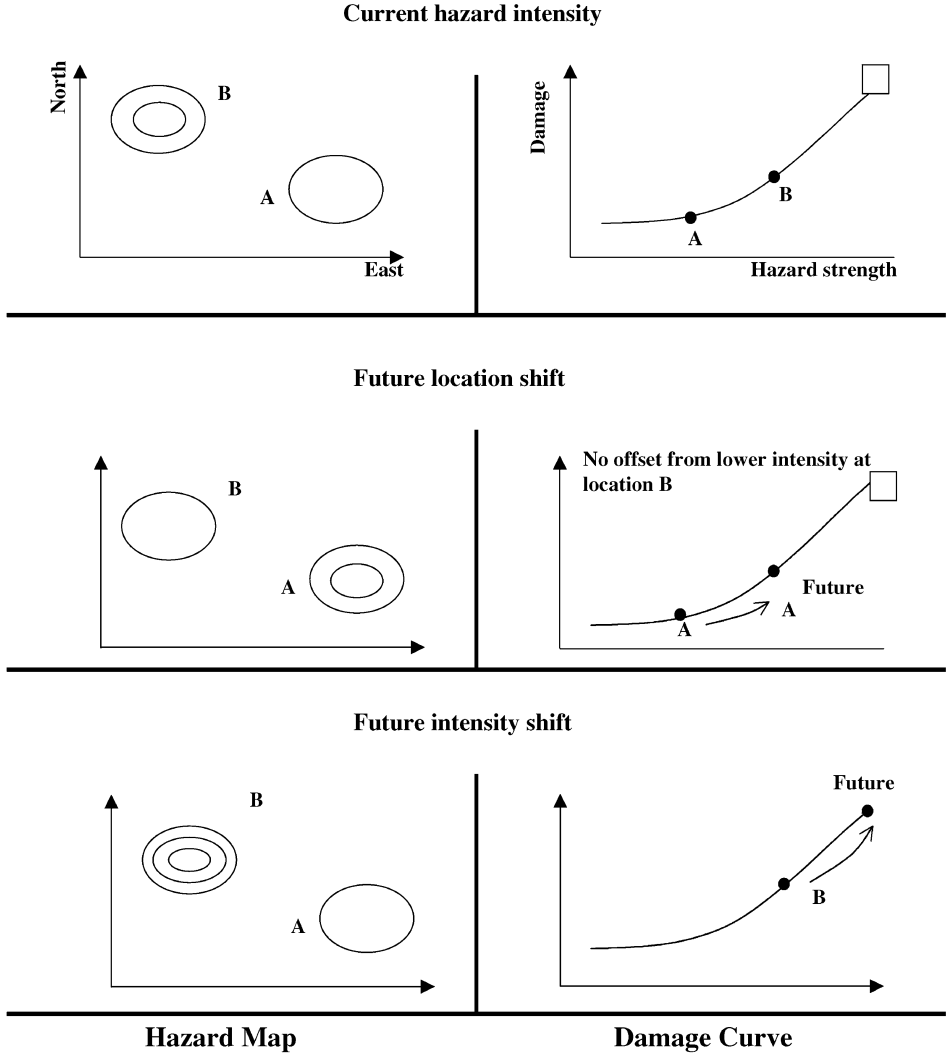 Current hazard intensity
North
B
A
East
Damage
B
A
Hazard strength
Future location shift
B
A
No offset from lower intensity at
location B
Future
A
A
Future intensity shift
B
A
Future
B
Hazard Map
Damage Curve